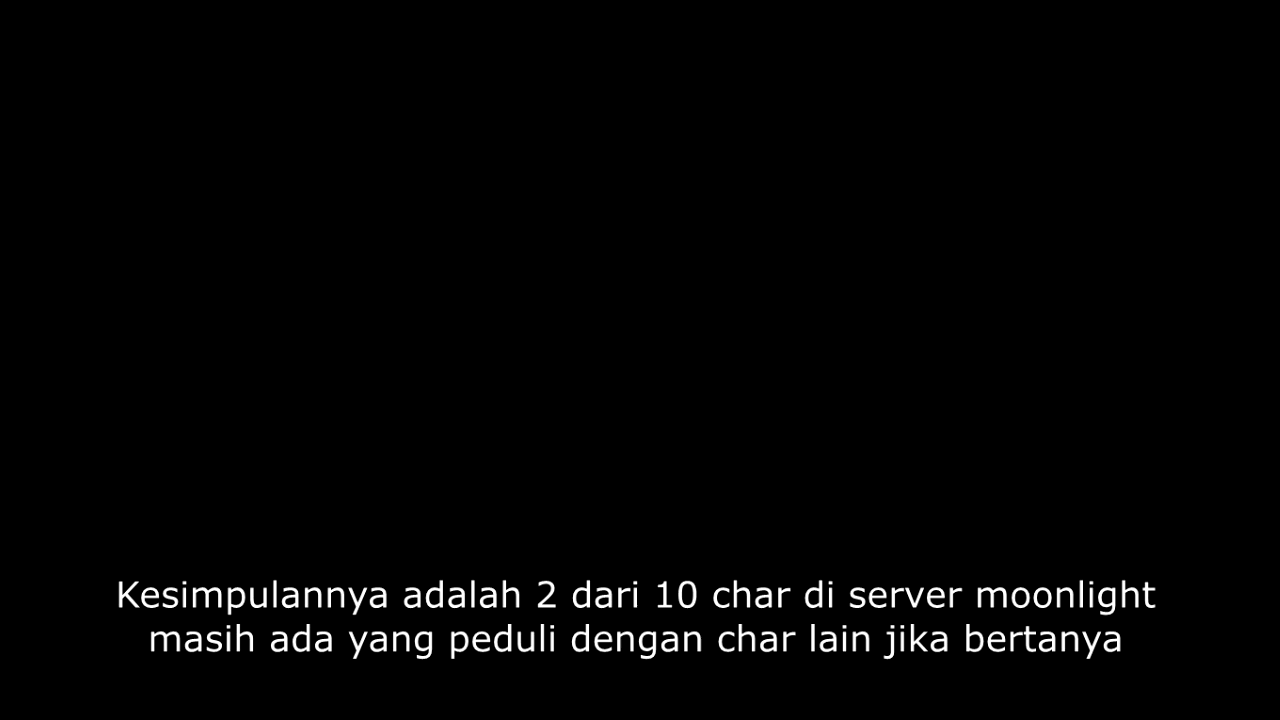 Kesimpulannya adalah 2 dari 10 char di server moonlight
masih ada yang peduli dengan char lain jika bertanya